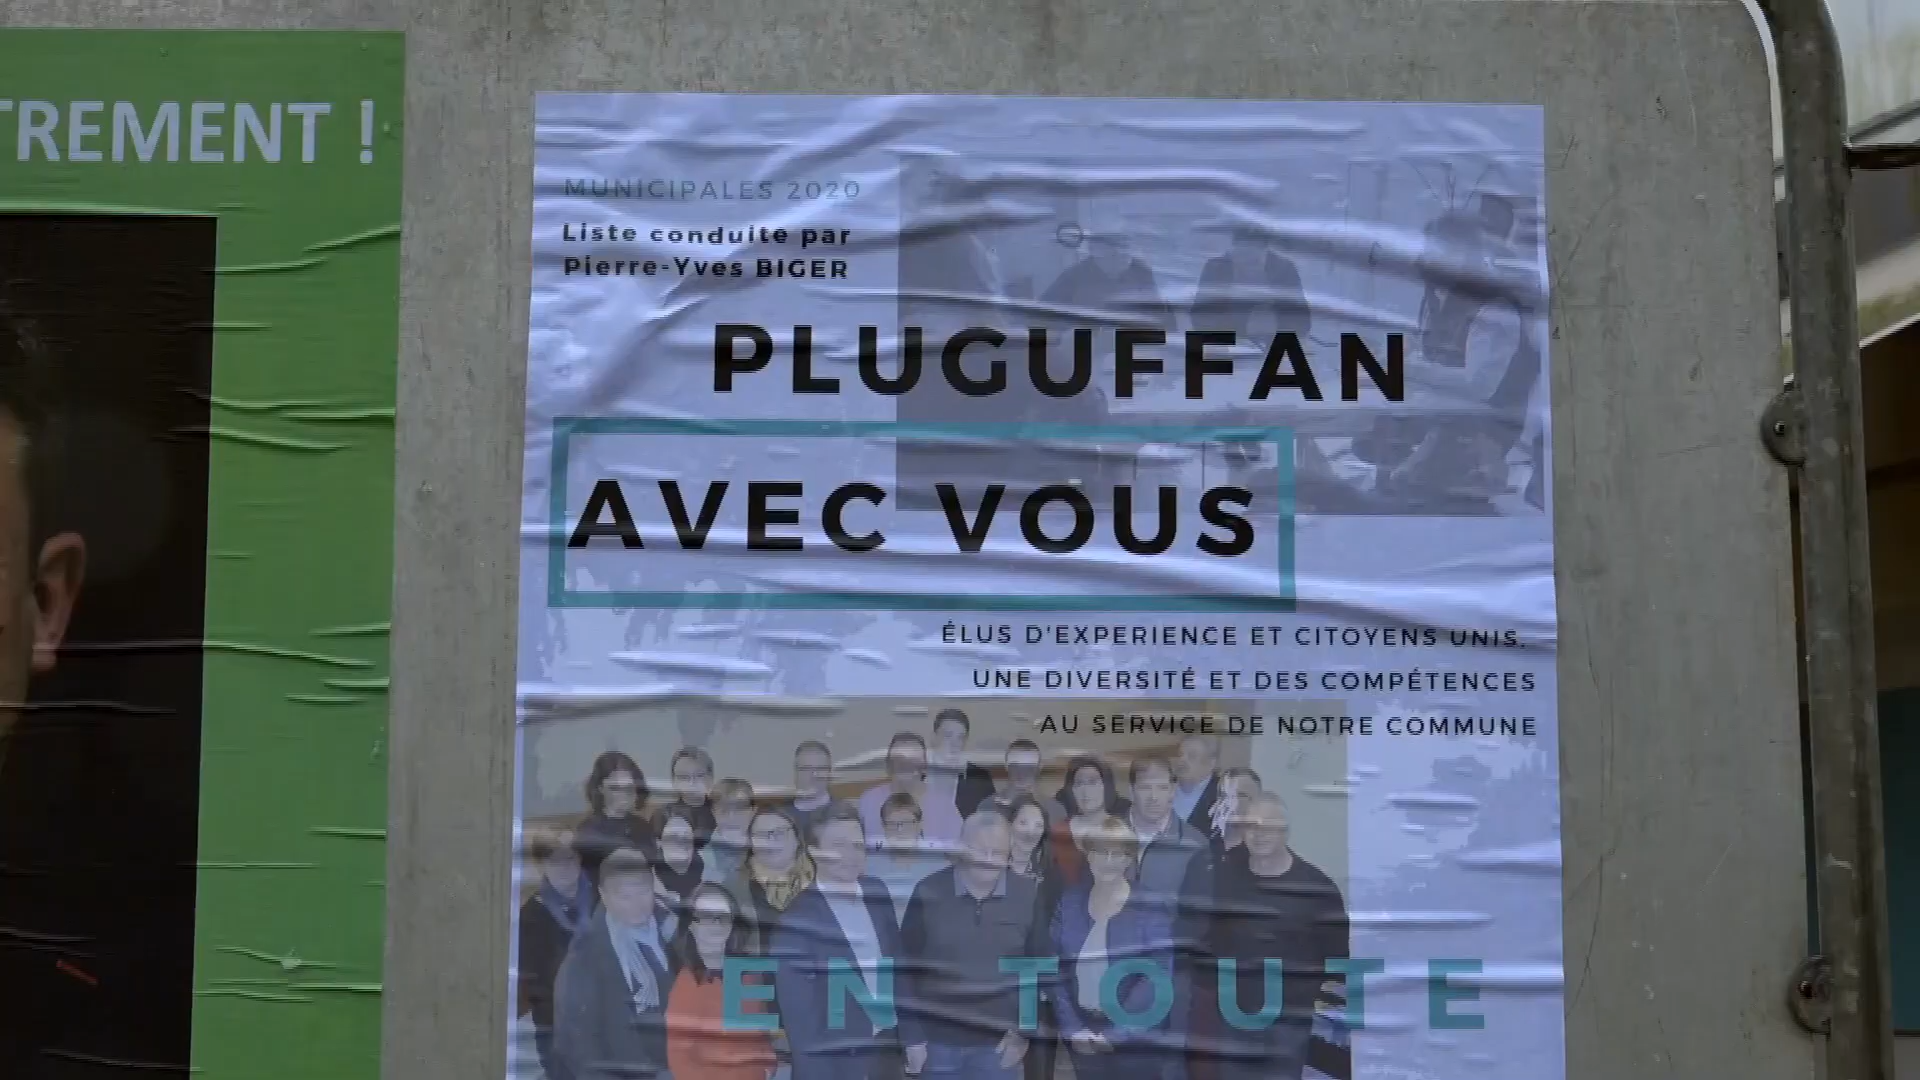 TREMENT !
MUNICIPALES 2020
Liste conduite par
Pierre-Yves BIGER
PLUGUFFAN
AVEC VOUS
ÉLUS D'EXPERIENCE ET CITOYENS UNIS.
UNE DIVERSITÉ ET DES COMPÉTENCES
AU SERVICE DE NOTRE COMMUNE
EN TOUTE